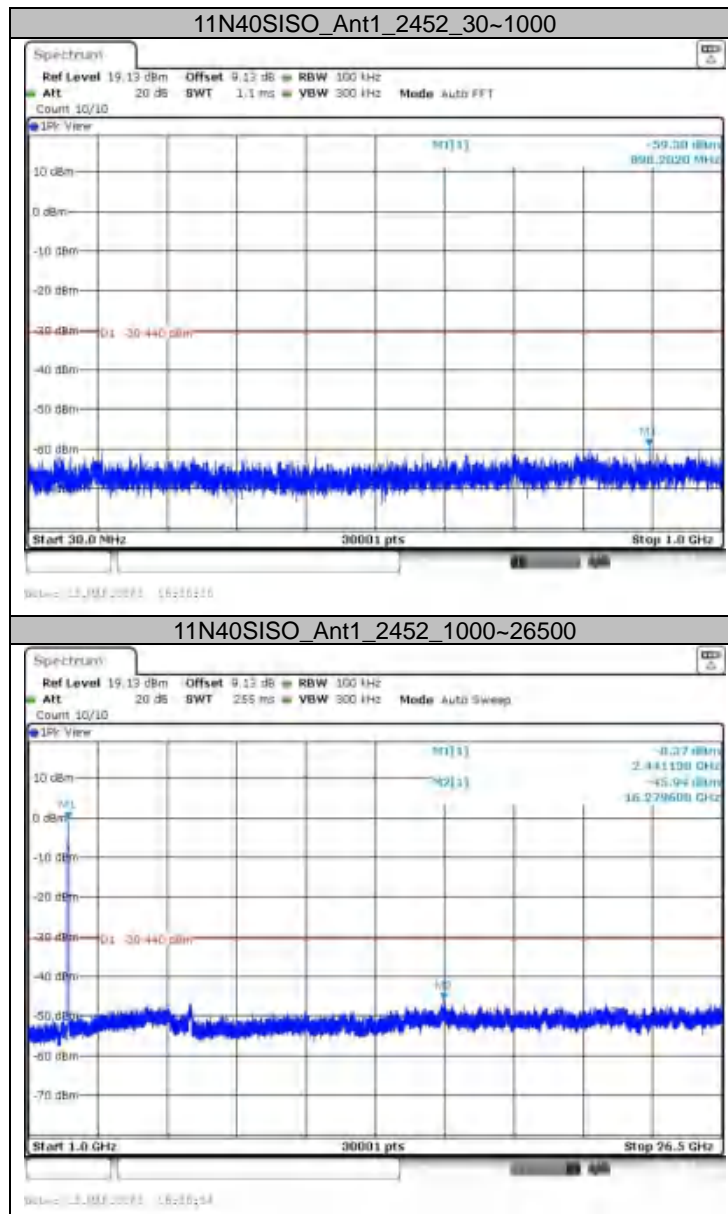 11N40SISO_Ant1_2452_30~1000
Spectrum
Ref Level 19.13 dBm Offset 9.13 dB RBW 100 kHz
Att 20 dB SWT 1.1 ms VBW 300 kHz Mode Auto FFT
Count 10/10
1Pk View
M1[1] -59.30 dBm
898.2020 MHz
10 dBm
0 dBm
-10 dBm
-20 dBm
-30 dBm D1 -30.440 dBm
-40 dBm
-50 dBm
M1
-60 dBm
Start 30.0 MHz 30001 pts Stop 1.0 GHz
11N40SISO_Ant1_2452_1000~26500
Spectrum
Ref Level 19.13 dBm Offset 9.13 dB RBW 100 kHz
Att 20 dB SWT 255 ms VBW 300 kHz Mode Auto Sweep
Count 10/10
1Pk View
M1[1] -0.37 dBm
GHz
M2[1] -45.94 dBm
GHz
10 dBm
M1
0 dBm
-10 dBm
-20 dBm
-30 dBm D1 -30.440 dBm
-40 dBm
M2
-50 dBm
-60 dBm
-70 dBm
Start 1.0 GHz 30001 pts Stop 26.5 GHz